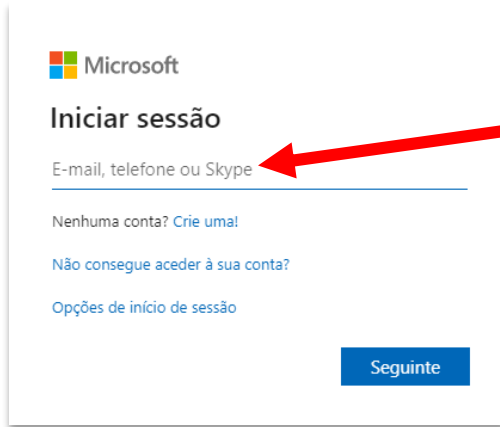 Microsoft
Iniciar sessão
E-mail, telefone ou Skype
Nenhuma conta? Crie uma!
Não consegue aceder à sua conta?
Opções de início de sessão
Seguinte